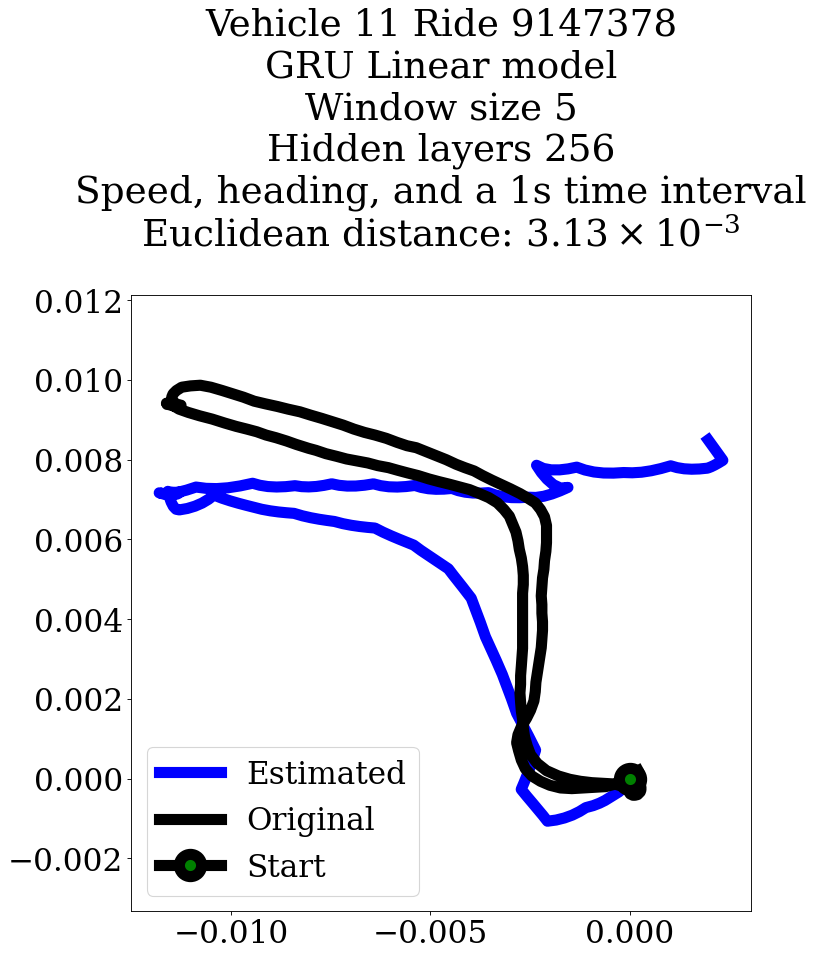 Vehicle 11 Ride 9147378
GRU Linear model
Window size 5
Hidden layers 256
Speed, heading, and a 1s time interval
Euclidean distance: 3.13 × 10⁻³
0.012
0.010
0.008
0.006
0.004
0.002
0.000
−0.002
Estimated
Original
Start
−0.010
−0.005
0.000